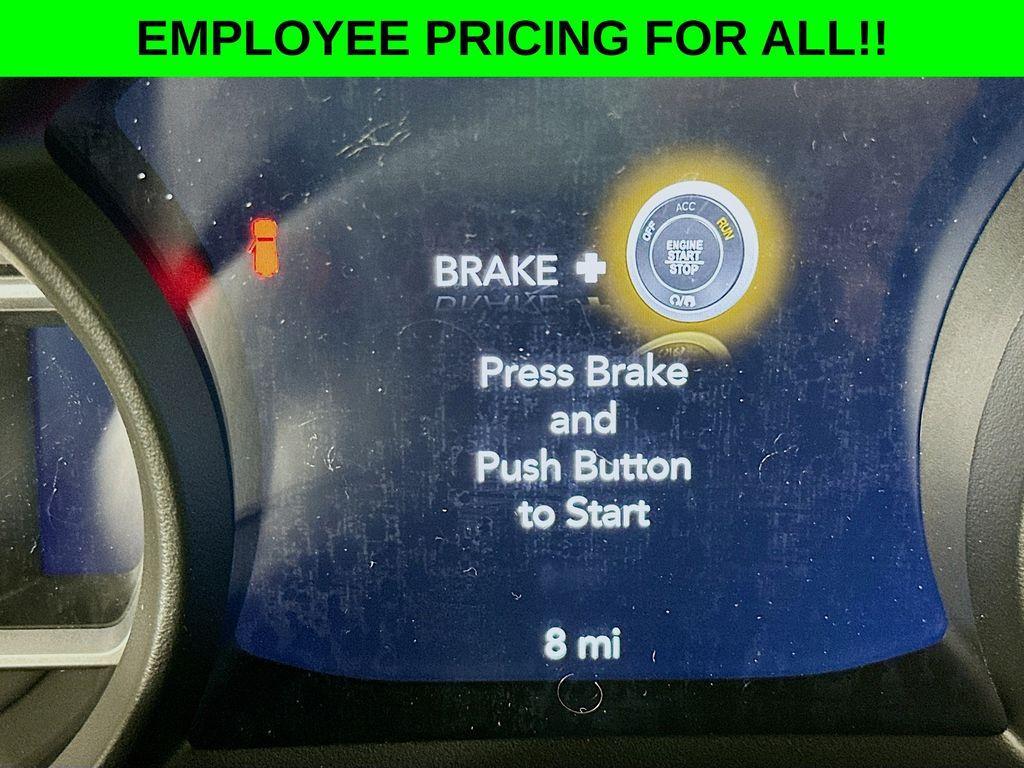 EMPLOYEE PRICING FOR ALL!!
ACC
OFF
RUN
BRAKE +
ENGINE
START
STOP
Press Brake
and
Push Button
to Start
8 mi